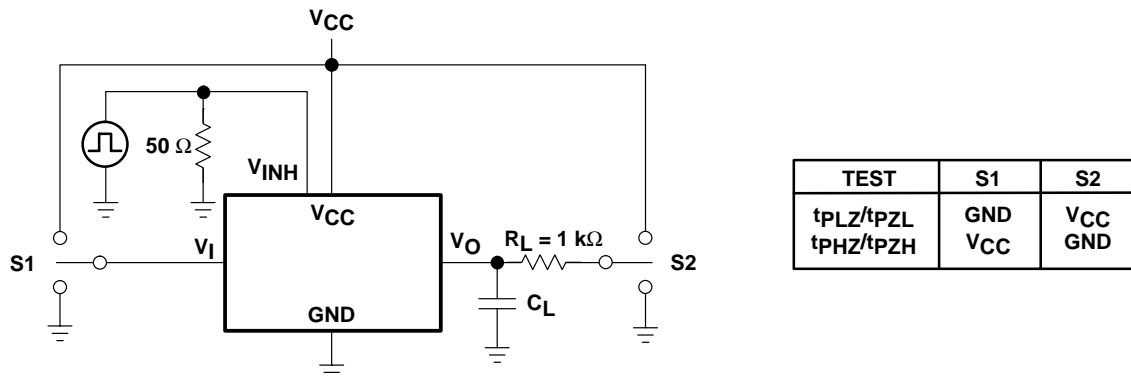 VCC
50 Ω
VINH
VCC
S1
VI
VO
RL = 1 kΩ
S2
CL
GND
TEST S1 S2
tPLZ/tPZL GND VCC
tPHZ/tPZH VCC GND